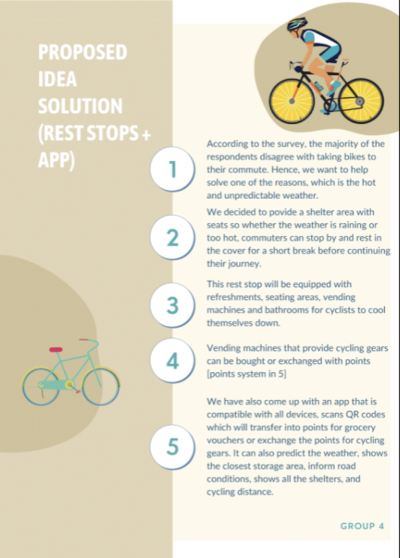 PROPOSED
IDEA
SOLUTION
(REST STOPS +
APP)
1
According to the survey, the majority of the
respondents disagree with taking bikes to
their commute. Hence, we want to help
solve one of the reasons, which is the hot
and unpredictable weather.
2
We decided to povide a shelter area with
seats so whether the weather is raining or
too hot, commuters can stop by and rest in
the cover for a short break before continuing
their journey.
3
This rest stop will be equipped with
refreshments, seating areas, vending
machines and bathrooms for cyclists to cool
themselves down.
4
Vending machines that provide cycling gears
can be bought or exchanged with points
[points system in 5]
5
We have also come up with an app that is
compatible with all devices, scans QR codes
which will transfer into points for grocery
vouchers or exchange the points for cycling
gears. It can also predict the weather, shows
the closest storage area, inform road
conditions, shows all the shelters, and
cycling distance.
GROUP 4